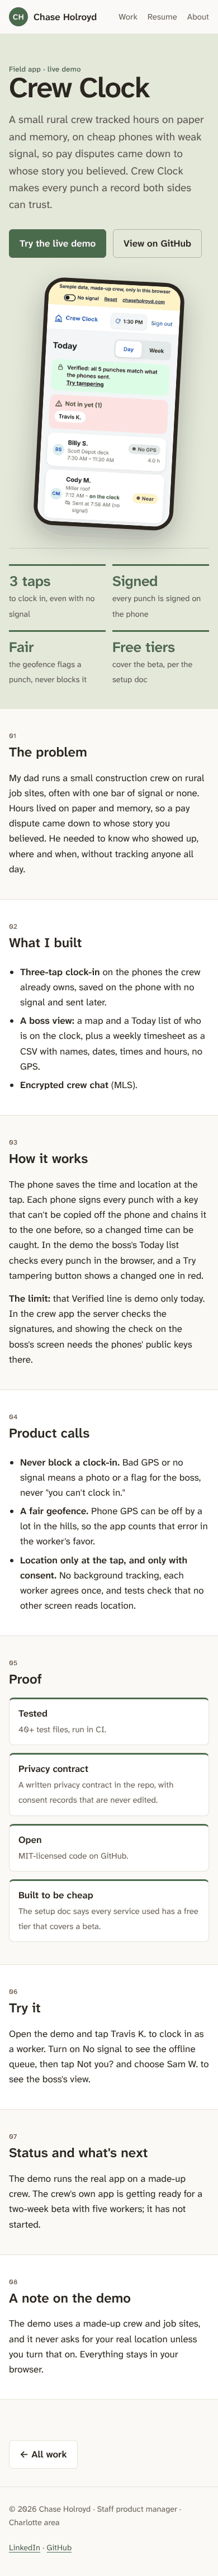 CH Chase Holroyd Work Resume About
Field app · live demo
Crew Clock
A small rural crew tracked hours on paper
and memory, on cheap phones with weak
signal, so pay disputes came down to
whose story you believed. Crew Clock
makes every punch a record both sides
can trust.
Try the live demo View on GitHub
Sample data, made-up crew, only in this browser
No signal Reset chaseholroyd.com
Crew Clock 1:30 PM Sign out
Today Day Week
Verified: all 5 punches match what
the phones sent.
Try tampering
Not in yet (1)
Travis K.
BS Billy S. No GPS
Scott Depot deck
7:30 AM – 11:30 AM 4.0 h
Cody M.
CM Miller roof Near
7:12 AM – on the clock
Sent at 7:58 AM (no
signal)
3 taps
to clock in, even with no
signal
Signed
every punch is signed on
the phone
Fair
the geofence flags a
punch, never blocks it
Free tiers
cover the beta, per the
setup doc
01
The problem
My dad runs a small construction crew on rural
job sites, often with one bar of signal or none.
Hours lived on paper and memory, so a pay
dispute came down to whose story you
believed. He needed to know who showed up,
where and when, without tracking anyone all
day.
02
What I built
• Three-tap clock-in on the phones the crew
already owns, saved on the phone with no
signal and sent later.
• A boss view: a map and a Today list of who
is on the clock, plus a weekly timesheet as a
CSV with names, dates, times and hours, no
GPS.
• Encrypted crew chat (MLS).
03
How it works
The phone saves the time and location at the
tap. Each phone signs every punch with a key
that can't be copied off the phone and chains it
to the one before, so a changed time can be
caught. In the demo the boss's Today list
checks every punch in the browser, and a Try
tampering button shows a changed one in red.
The limit: that Verified line is demo only today.
In the crew app the server checks the
signatures, and showing the check on the
boss's screen needs the phones' public keys
there.
04
Product calls
• Never block a clock-in. Bad GPS or no
signal means a photo or a flag for the boss,
never "you can't clock in."
• A fair geofence. Phone GPS can be off by a
lot in the hills, so the app counts that error in
the worker's favor.
• Location only at the tap, and only with
consent. No background tracking, each
worker agrees once, and tests check that no
other screen reads location.
05
Proof
Tested
40+ test files, run in CI.
Privacy contract
A written privacy contract in the repo, with
consent records that are never edited.
Open
MIT-licensed code on GitHub.
Built to be cheap
The setup doc says every service used has a free
tier that covers a beta.
06
Try it
Open the demo and tap Travis K. to clock in as
a worker. Turn on No signal to see the offline
queue, then tap Not you? and choose Sam W. to
see the boss's view.
07
Status and what's next
The demo runs the real app on a made-up
crew. The crew's own app is getting ready for a
two-week beta with five workers; it has not
started.
08
A note on the demo
The demo uses a made-up crew and job sites,
and it never asks for your real location unless
you turn that on. Everything stays in your
browser.
← All work
© 2026 Chase Holroyd · Staff product manager ·
Charlotte area
LinkedIn · GitHub